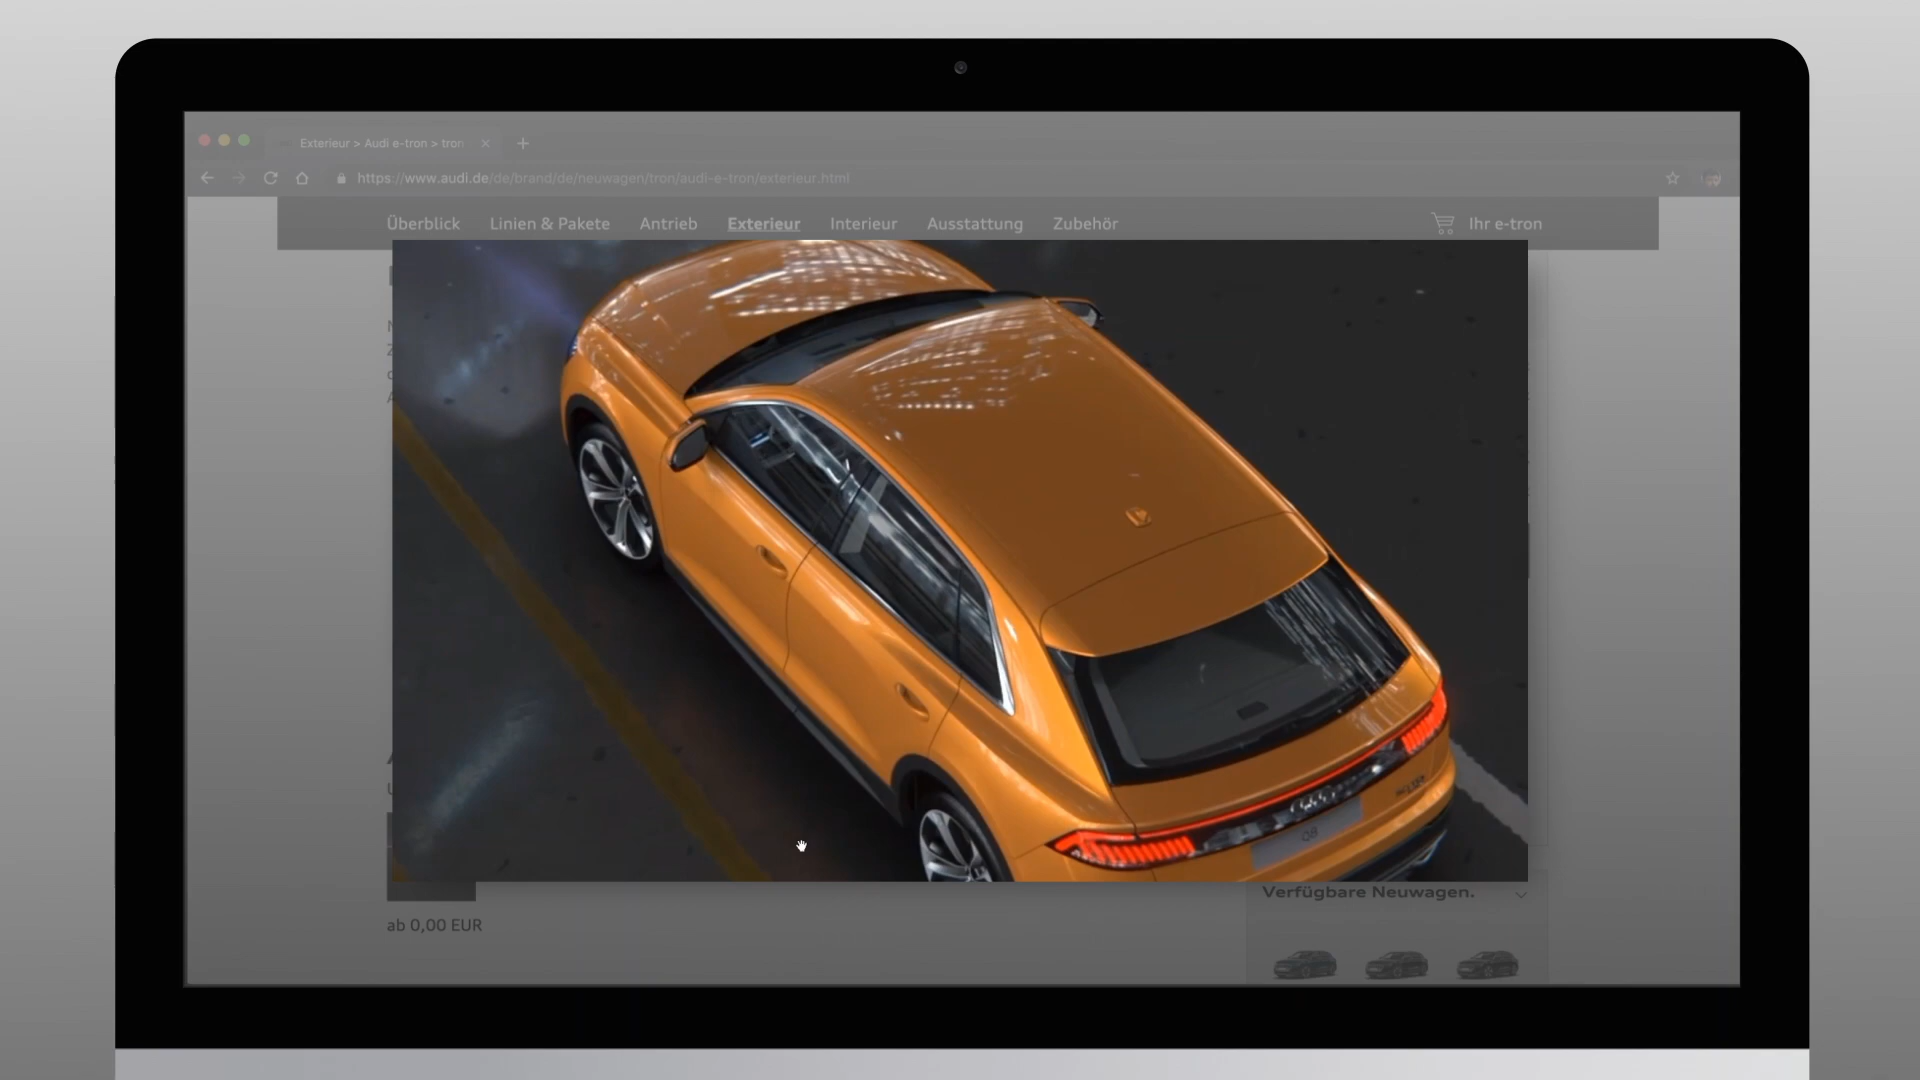 Exterieur > Audi e-tron > tron
https://www.audi.de/de/brand/de/neuwagen/tron/audi-e-tron/exterieur.html
Überblick Linien & Pakete Antrieb Exterieur Interieur Ausstattung Zubehör Ihr e-tron
Q8
Verfügbare Neuwagen.
ab 0,00 EUR